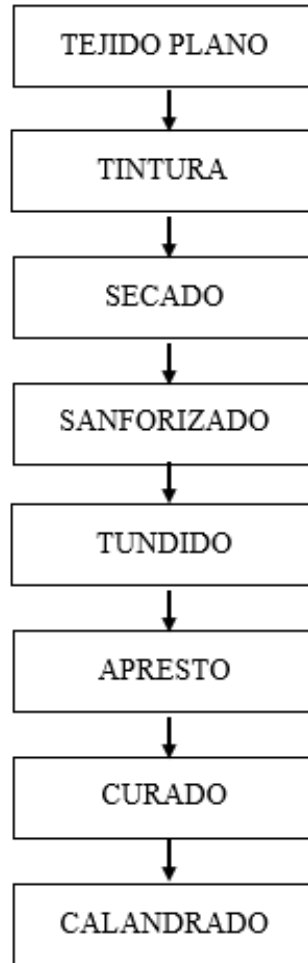 TEJIDO PLANO
TINTURA
SECADO
SANFORIZADO
TUNDIDO
APRESTO
CURADO
CALANDRADO